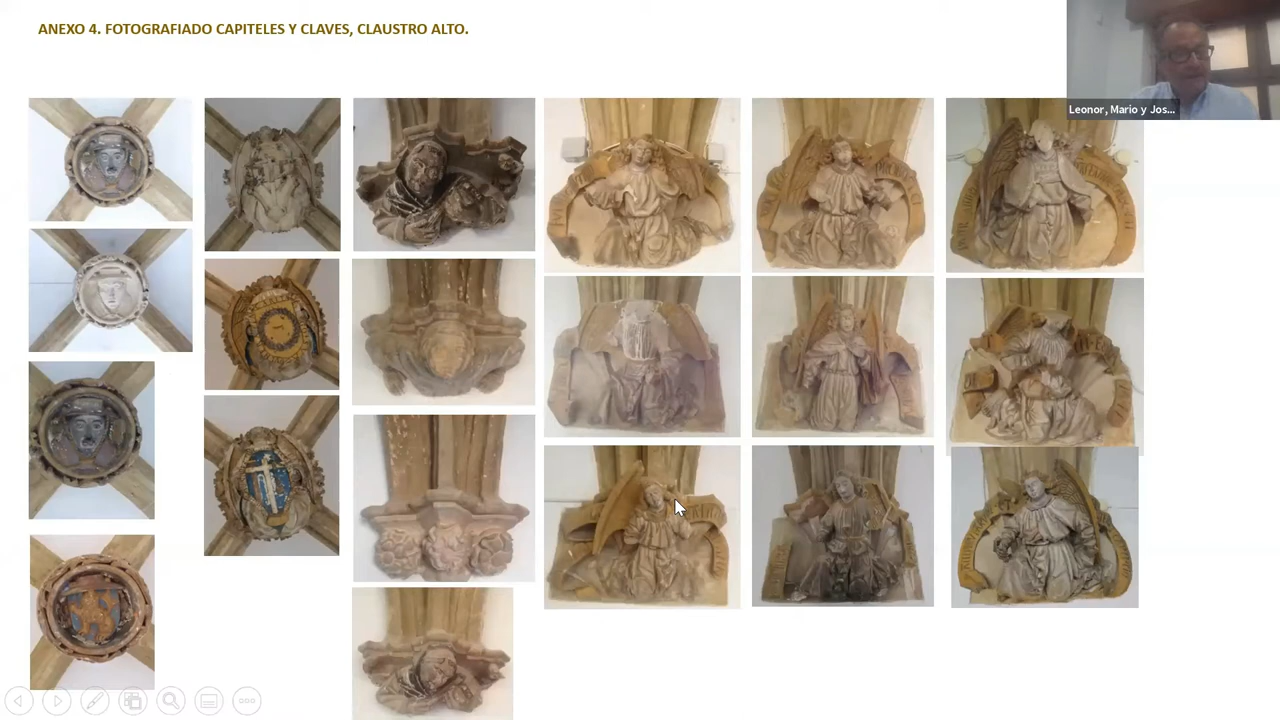 ANEXO 4. FOTOGRAFIADO CAPITELES Y CLAVES, CLAUSTRO ALTO.
Leonor, Mario y Jos...